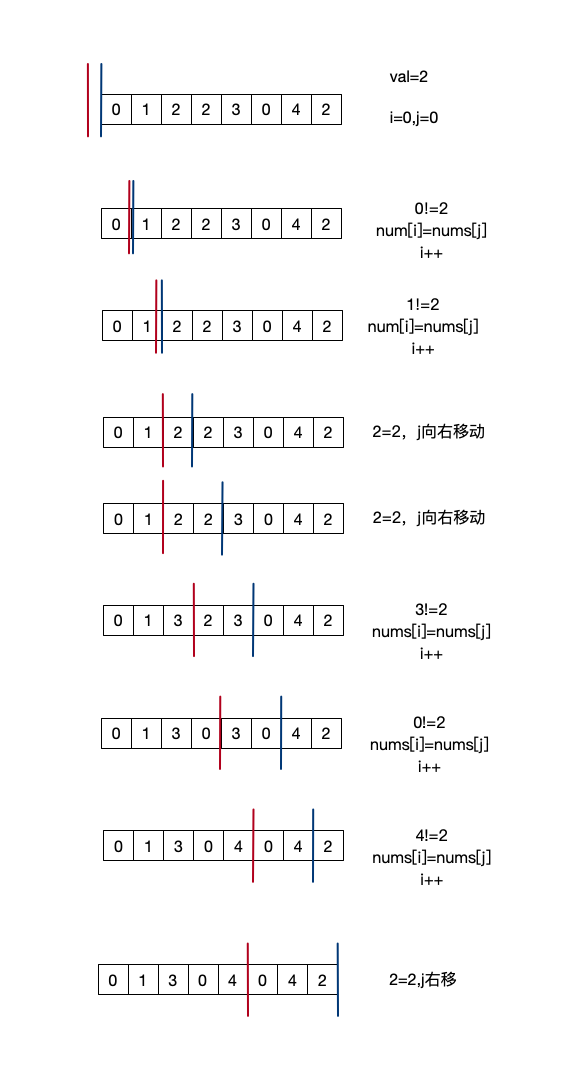 val=2
0 1 2 2 3 0 4 2
i=0,j=0
0!=2
0 1 2 2 3 0 4 2
num[i]=nums[j]
i++
1!=2
0 1 2 2 3 0 4 2
num[i]=nums[j]
i++
0 1 2 2 3 0 4 2
2=2，j向右移动
0 1 2 2 3 0 4 2
2=2，j向右移动
3!=2
0 1 3 2 3 0 4 2
nums[i]=nums[j]
i++
0!=2
0 1 3 0 3 0 4 2
nums[i]=nums[j]
i++
4!=2
0 1 3 0 4 0 4 2
nums[i]=nums[j]
i++
0 1 3 0 4 0 4 2
2=2,j右移